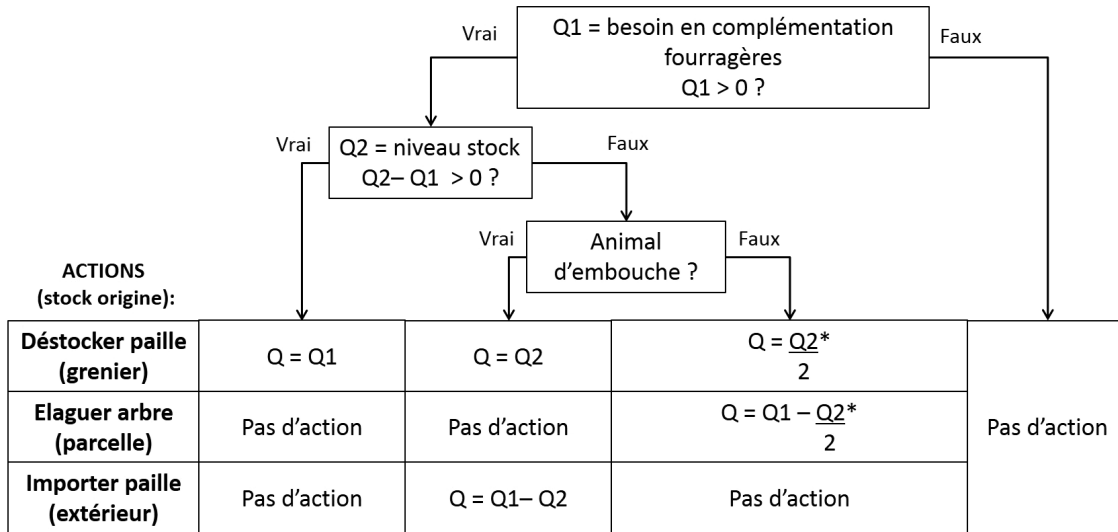 Vrai
Q1 = besoin en complémentation
fourragères
Q1 > 0 ?
Faux
Vrai
Q2 = niveau stock
Q2– Q1 > 0 ?
Faux
Vrai
Animal
d'embouche ?
Faux
ACTIONS
(stock origine):
Déstocker paille
(grenier)
Q = Q1
Q = Q2
Q = Q2*
2
Elaguer arbre
(parcelle)
Pas d'action
Pas d'action
Q = Q1 – Q2*
2
Pas d'action
Importer paille
(extérieur)
Pas d'action
Q = Q1– Q2
Pas d'action